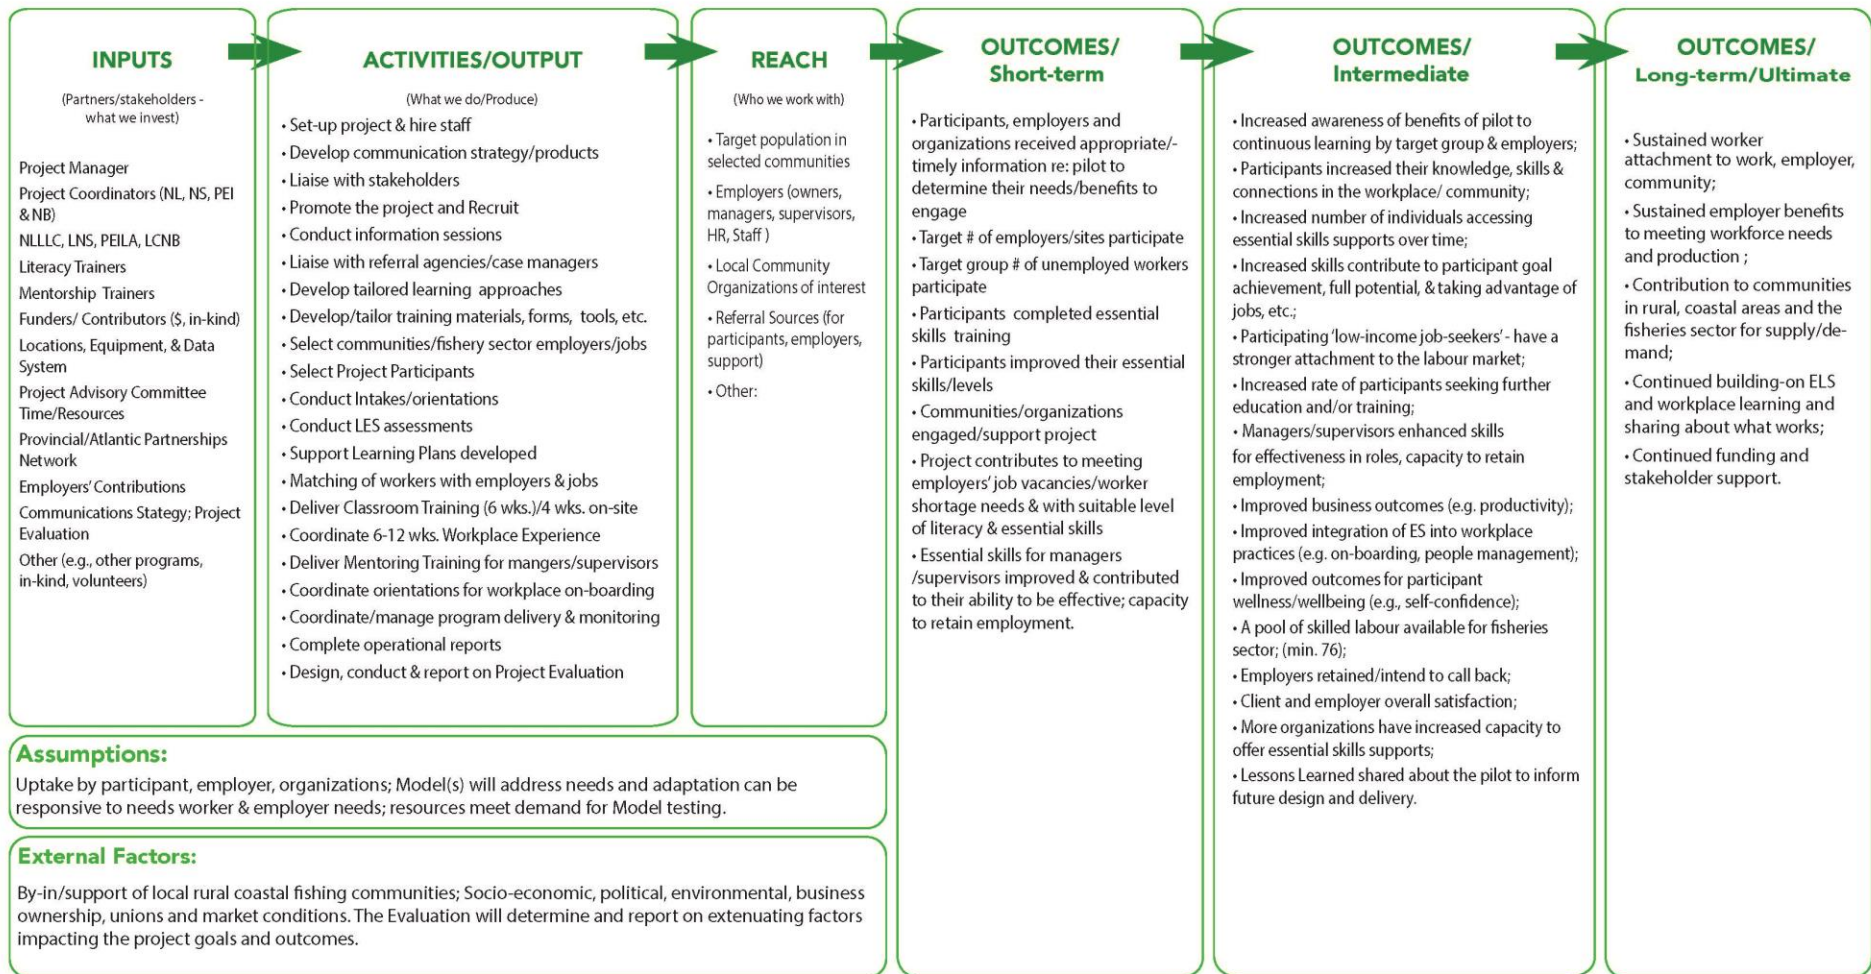 INPUTS
(Partners/stakeholders -
what we invest)
Project Manager
Project Coordinators (NL, NS, PEI
& NB)
NLLLC, LNS, PEILA, LCNB
Literacy Trainers
Mentorship Trainers
Funders/ Contributors ($, in-kind)
Locations, Equipment, & Data
System
Project Advisory Committee
Time/Resources
Provincial/Atlantic Partnerships
Network
Employers' Contributions
Communications Stategy; Project
Evaluation
Other (e.g., other programs,
in-kind, volunteers)
ACTIVITIES/OUTPUT
(What we do/Produce)
• Set-up project & hire staff
• Develop communication strategy/products
• Liaise with stakeholders
• Promote the project and Recruit
• Conduct information sessions
• Liaise with referral agencies/case managers
• Develop tailored learning approaches
• Develop/tailor training materials, forms, tools, etc.
• Select communities/fishery sector employers/jobs
• Select Project Participants
• Conduct Intakes/orientations
• Conduct LES assessments
• Support Learning Plans developed
• Matching of workers with employers & jobs
• Deliver Classroom Training (6 wks.)/4 wks. on-site
• Coordinate 6-12 wks. Workplace Experience
• Deliver Mentoring Training for mangers/supervisors
• Coordinate orientations for workplace on-boarding
• Coordinate/manage program delivery & monitoring
• Complete operational reports
• Design, conduct & report on Project Evaluation
REACH
(Who we work with)
• Target population in
selected communities
• Employers (owners,
managers, supervisors,
HR, Staff )
• Local Community
Organizations of interest
• Referral Sources (for
participants, employers,
support)
• Other:
OUTCOMES/
Short-term
• Participants, employers and
organizations received appropriate/-
timely information re: pilot to
determine their needs/benefits to
engage
• Target # of employers/sites participate
• Target group # of unemployed workers
participate
• Participants completed essential
skills training
• Participants improved their essential
skills/levels
• Communities/organizations
engaged/support project
• Project contributes to meeting
employers' job vacancies/worker
shortage needs & with suitable level
of literacy & essential skills
• Essential skills for managers
/supervisors improved & contributed
to their ability to be effective; capacity
to retain employment.
OUTCOMES/
Intermediate
• Increased awareness of benefits of pilot to
continuous learning by target group & employers;
• Participants increased their knowledge, skills &
connections in the workplace/ community;
• Increased number of individuals accessing
essential skills supports over time;
• Increased skills contribute to participant goal
achievement, full potential, & taking advantage of
jobs, etc.;
• Participating 'low-income job-seekers' - have a
stronger attachment to the labour market;
• Increased rate of participants seeking further
education and/or training;
• Managers/supervisors enhanced skills
for effectiveness in roles, capacity to retain
employment;
• Improved business outcomes (e.g. productivity);
• Improved integration of ES into workplace
practices (e.g. on-boarding, people management);
• Improved outcomes for participant
wellness/wellbeing (e.g., self-confidence);
• A pool of skilled labour available for fisheries
sector; (min. 76);
• Employers retained/intend to call back;
• Client and employer overall satisfaction;
• More organizations have increased capacity to
offer essential skills supports;
• Lessons Learned shared about the pilot to inform
future design and delivery.
OUTCOMES/
Long-term/Ultimate
• Sustained worker
attachment to work, employer,
community;
• Sustained employer benefits
to meeting workforce needs
and production ;
• Contribution to communities
in rural, coastal areas and the
fisheries sector for supply/de-
mand;
• Continued building-on ELS
and workplace learning and
sharing about what works;
• Continued funding and
stakeholder support.
Assumptions:
Uptake by participant, employer, organizations; Model(s) will address needs and adaptation can be
responsive to needs worker & employer needs; resources meet demand for Model testing.
External Factors:
By-in/support of local rural coastal fishing communities; Socio-economic, political, environmental, business
ownership, unions and market conditions. The Evaluation will determine and report on extenuating factors
impacting the project goals and outcomes.